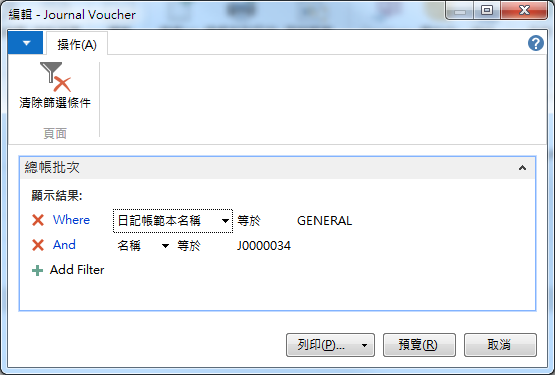 編輯 - Journal Voucher
操作(A)
清除篩選條件
頁面
總帳批次
顯示結果:
Where 日記帳範本名稱 等於 GENERAL
And 名稱 等於 J0000034
Add Filter
列印(P)... 預覽(R) 取消